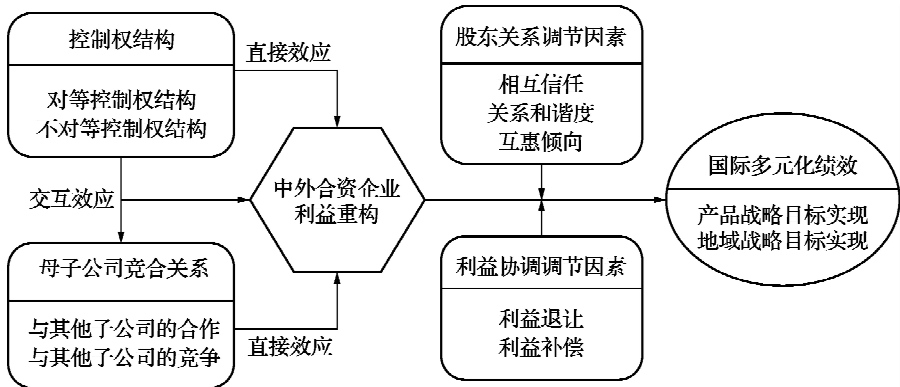 控制权结构
对等控制权结构
不对等控制权结构
直接效应
交互效应
母子公司竞合关系
与其他子公司的合作
与其他子公司的竞争
直接效应
中外合资企业
利益重构
股东关系调节因素
相互信任
关系和谐度
互惠倾向
利益协调调节因素
利益退让
利益补偿
国际多元化绩效
产品战略目标实现
地域战略目标实现